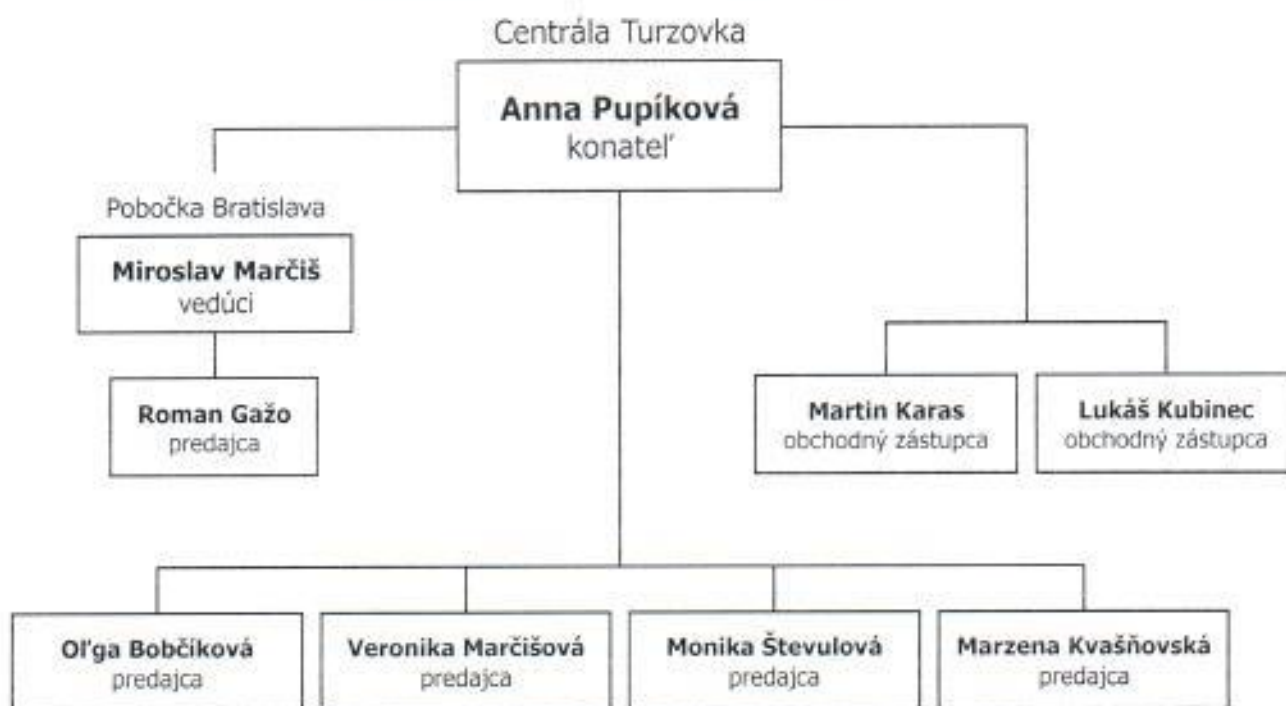 Centrála Turzovka
Anna Pupíková
konateľ
Pobočka Bratislava
Miroslav Marčiš
vedúci
Roman Gažo
predajca
Martin Karas
obchodný zástupca
Lukáš Kubinec
obchodný zástupca
Oľga Bobčíková
predajca
Veronika Marčišová
predajca
Monika Števulová
predajca
Marzena Kvašňovská
predajca